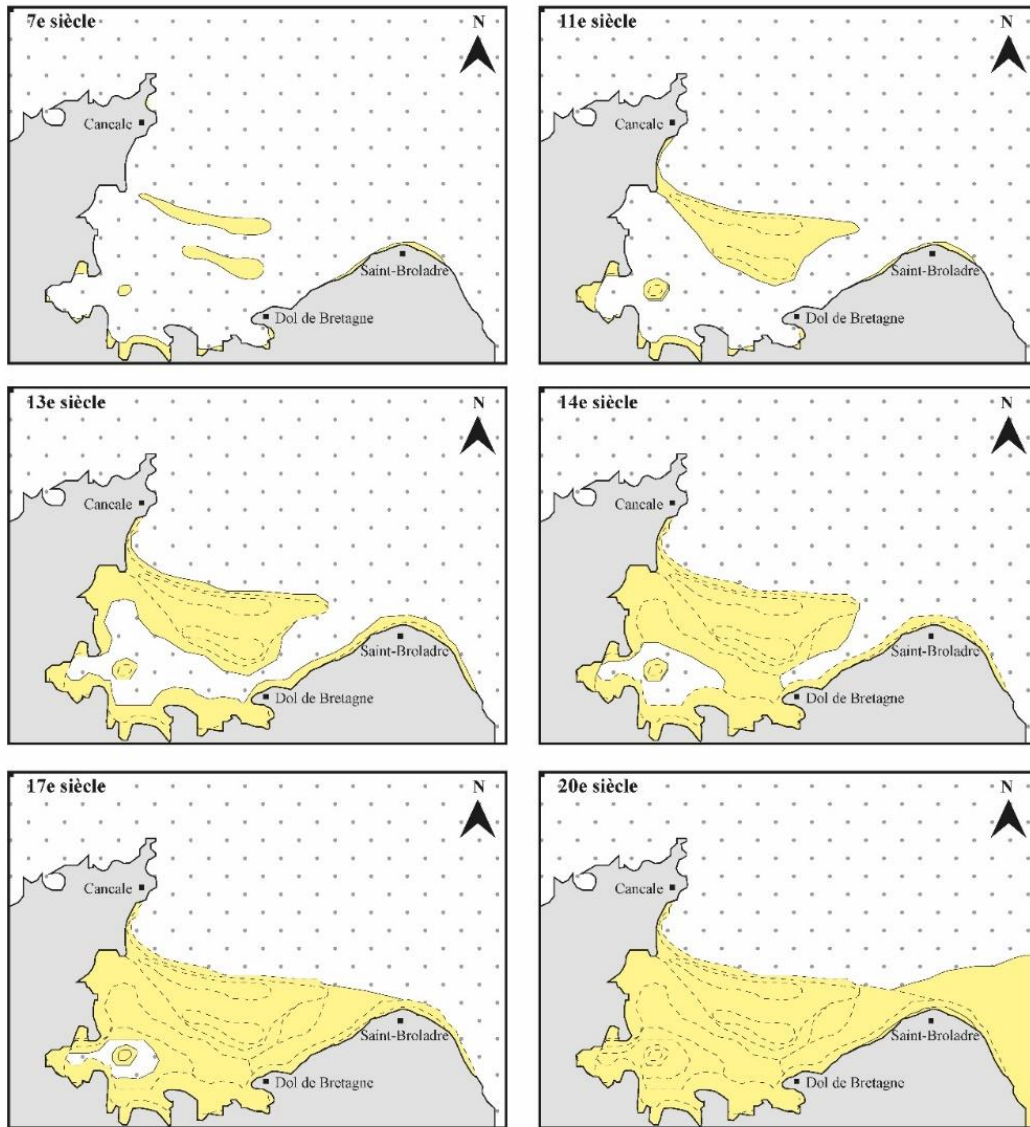 7e siècle
N
Cancale
Saint-Broladre
Dol de Bretagne
11e siècle
N
Cancale
Saint-Broladre
Dol de Bretagne
13e siècle
N
Cancale
Saint-Broladre
Dol de Bretagne
14e siècle
N
Cancale
Saint-Broladre
Dol de Bretagne
17e siècle
N
Cancale
Saint-Broladre
Dol de Bretagne
20e siècle
N
Cancale
Saint-Broladre
Dol de Bretagne